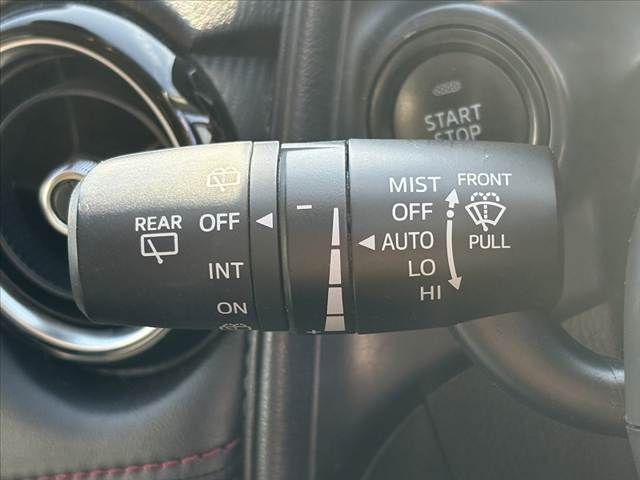 START
STOP
REAR
OFF
INT
ON
−
+
MIST
OFF
AUTO
LO
HI
FRONT
PULL